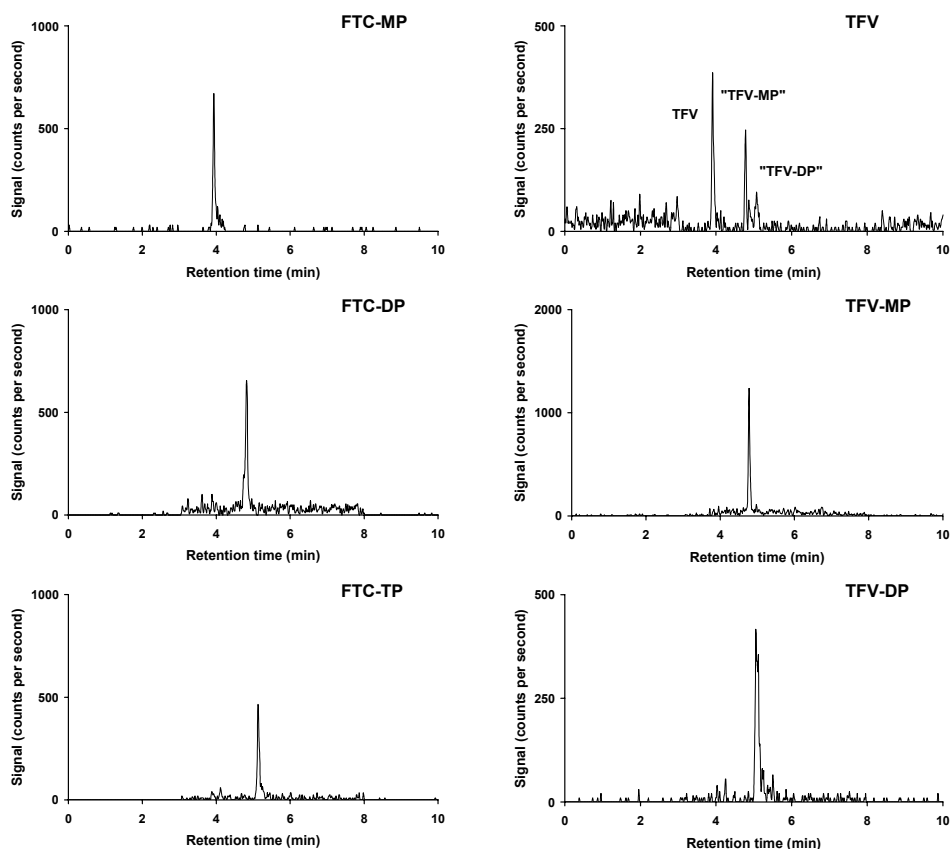 FTC-MP
Signal (counts per second)
1000
500
0
0 2 4 6 8 10
Retention time (min)
TFV
Signal (counts per second)
500
250
0
TFV
"TFV-MP"
"TFV-DP"
0 2 4 6 8 10
Retention time (min)
FTC-DP
Signal (counts per second)
1000
500
0
0 2 4 6 8 10
Retention time (min)
TFV-MP
Signal (counts per second)
2000
1000
0
0 2 4 6 8 10
Retention time (min)
FTC-TP
Signal (counts per second)
1000
500
0
0 2 4 6 8 10
Retention time (min)
TFV-DP
Signal (counts per second)
500
250
0
0 2 4 6 8 10
Retention time (min)